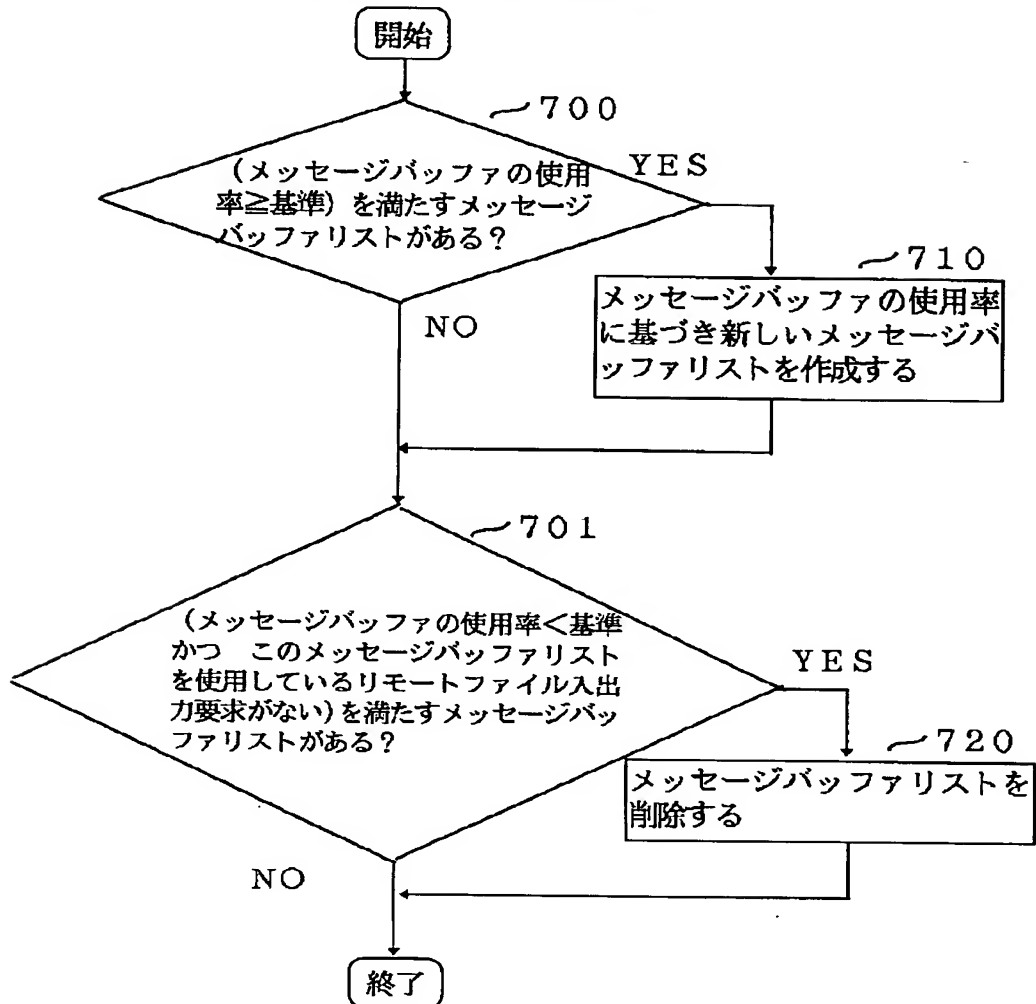 開始
700
(メッセージバッファの使用
率≧基準)を満たすメッセージ
バッファリストがある?
YES
NO
710
メッセージバッファの使用率
に基づき新しいメッセージバ
ッファリストを作成する
701
(メッセージバッファの使用率<基準
かつ このメッセージバッファリスト
を使用しているリモートファイル入出
力要求がない)を満たすメッセージバッ
ファリストがある?
YES
NO
720
メッセージバッファリストを
削除する
終了